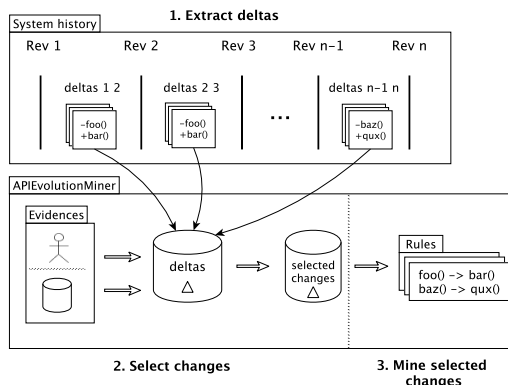 1. Extract deltas
System history
Rev 1 Rev 2 Rev 3 Rev n-1 Rev n
deltas 1 2 deltas 2 3 deltas n-1 n
...
-foo() -foo() -baz()
+bar() +bar() +qux()
APIEvolutionMiner
Evidences
Rules
deltas
selected
changes
foo() -> bar()
baz() -> qux()
2. Select changes 3. Mine selected
changes